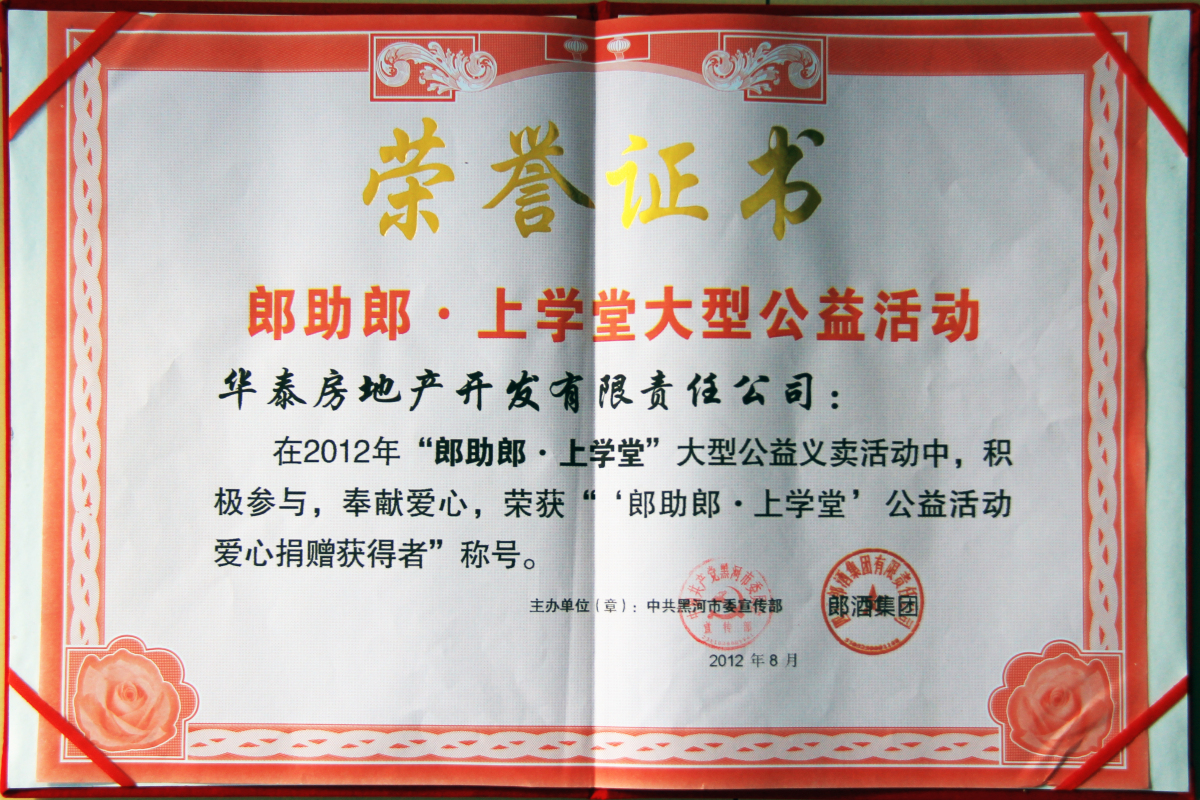 荣誉证书
郎助郎·上学堂大型公益活动
华泰房地产开发有限责任公司：
在2012年“郎助郎·上学堂”大型公益义卖活动中，积
极参与，奉献爱心，荣获“‘郎助郎·上学堂’公益活动
爱心捐赠获得者”称号。
主办单位（章）：中共黑河市委宣传部 郎酒集团
2012年8月